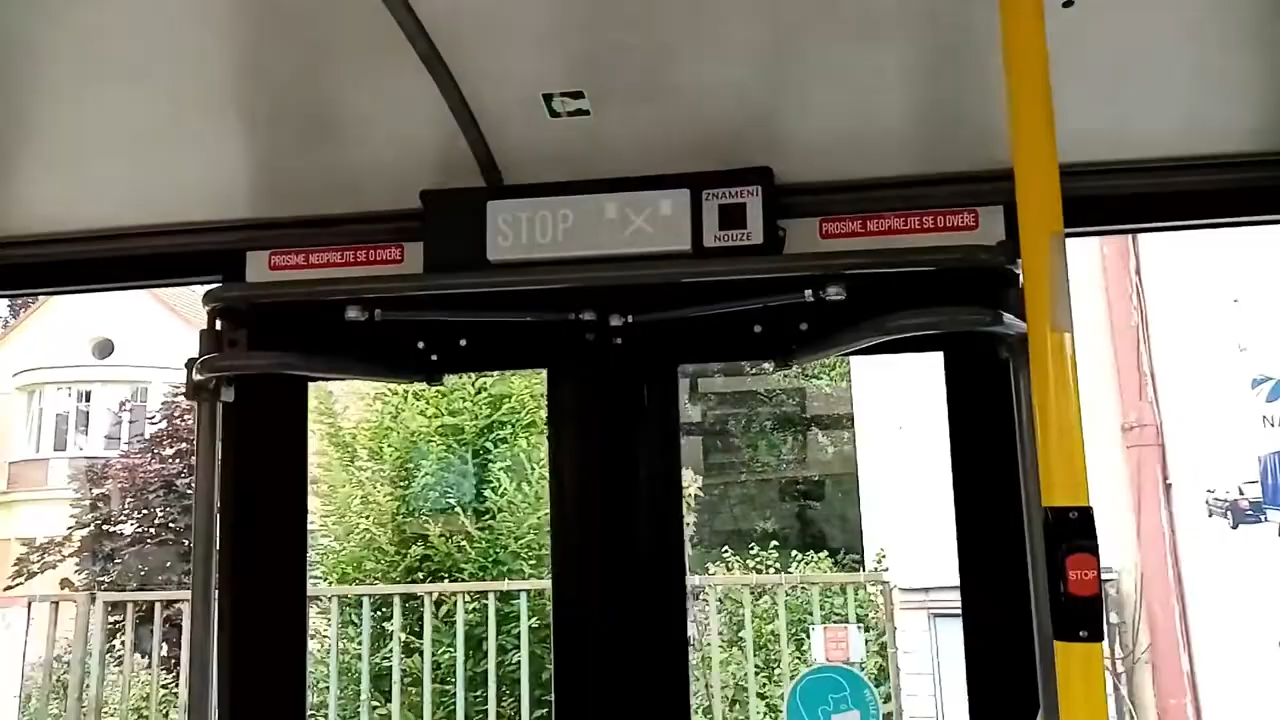 STOP
ZNAMENÍ
NOUZE
PROSÍME, NEOPÍREJTE SE O DVEŘE
PROSÍME, NEOPÍREJTE SE O DVEŘE
STOP